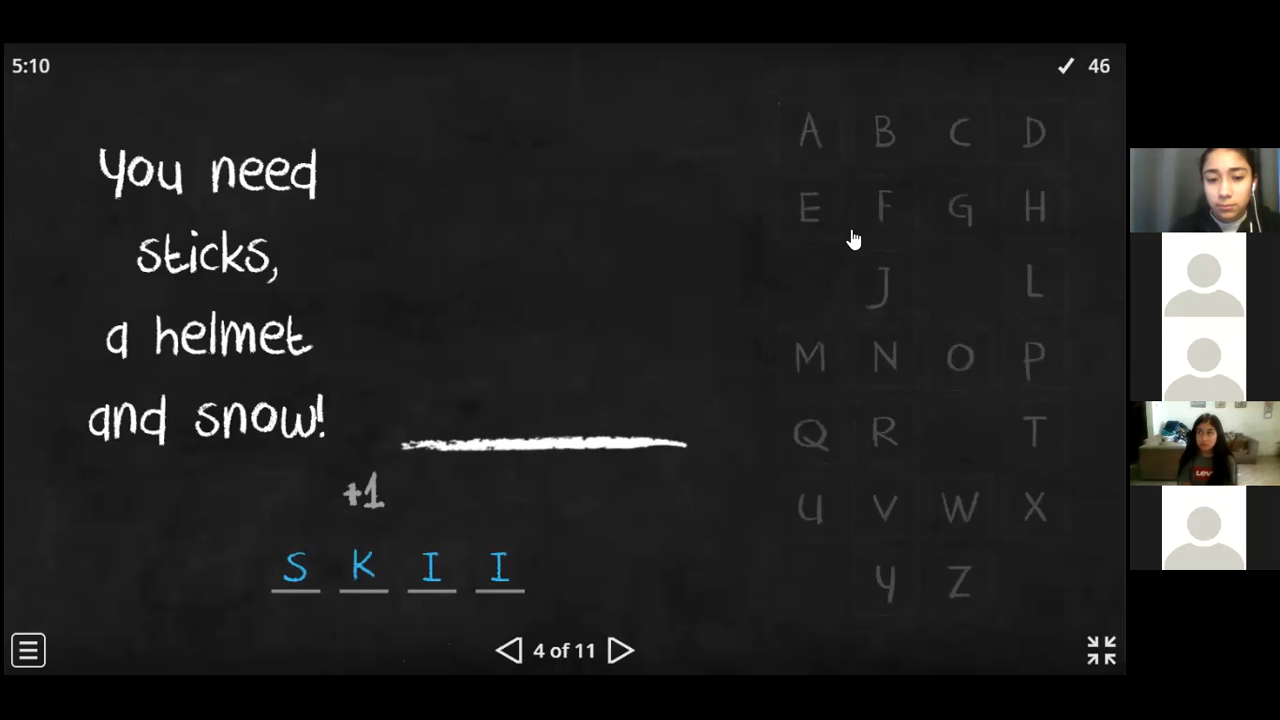 5:10
46
You need
sticks,
a helmet
and snow!
+1
S K I I
A B C D
E F G H
J L
M N O P
Q R T
U V W X
Y Z
4 of 11